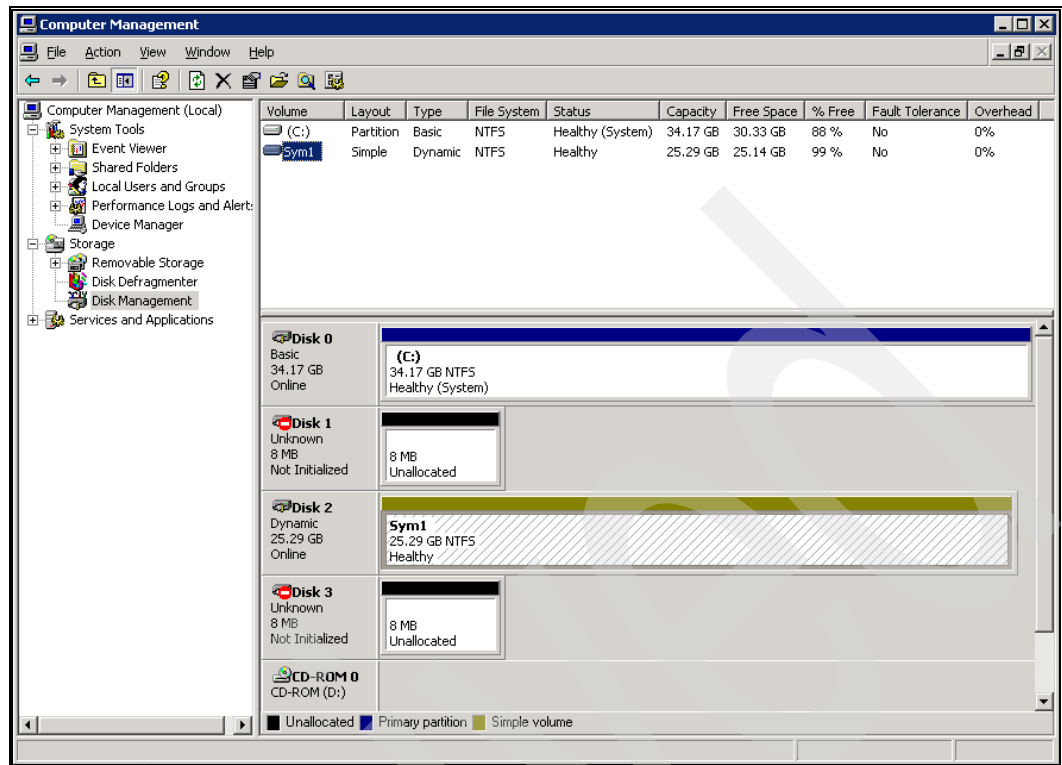 Computer Management
File Action View Window Help
Computer Management (Local)
System Tools
Event Viewer
Shared Folders
Local Users and Groups
Performance Logs and Alert
Device Manager
Storage
Removable Storage
Disk Defragmenter
Disk Management
Services and Applications
Volume Layout Type File System Status Capacity Free Space % Free Fault Tolerance Overhead
(C:) Partition Basic NTFS Healthy (System) 34.17 GB 30.33 GB 88 % No 0%
Sym1 Simple Dynamic NTFS Healthy 25.29 GB 25.14 GB 99 % No 0%
Disk 0
Basic
34.17 GB
Online
(C:)
34.17 GB NTFS
Healthy (System)
Disk 1
Unknown
8 MB
Not Initialized
8 MB
Unallocated
Disk 2
Dynamic
25.29 GB
Online
Sym1
25.29 GB NTFS
Healthy
Disk 3
Unknown
8 MB
Not Initialized
8 MB
Unallocated
CD-ROM 0
CD-ROM (D:)
Unallocated Primary partition Simple volume